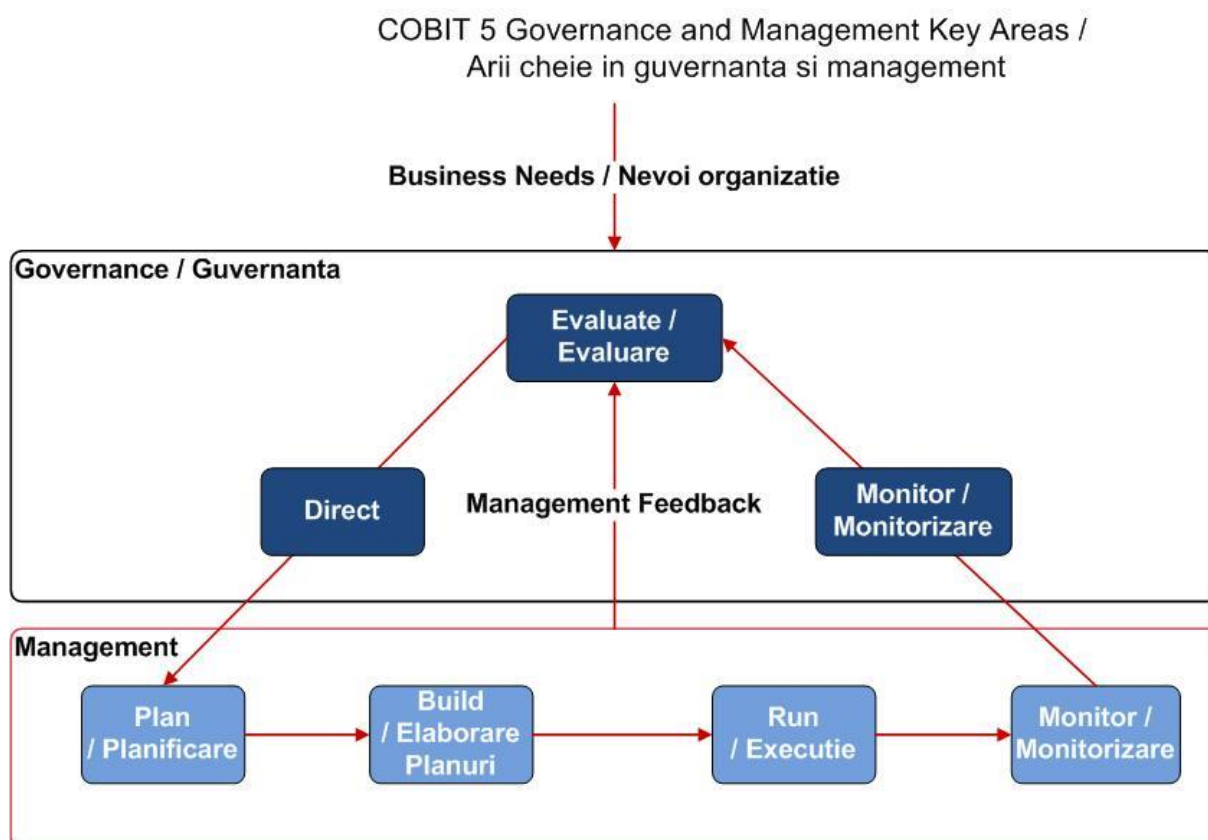 COBIT 5 Governance and Management Key Areas /
Arii cheie in guvernanta si management
Business Needs / Nevoi organizatie
Governance / Guvernanta
Evaluate /
Evaluare
Direct
Management Feedback
Monitor /
Monitorizare
Management
Plan
/ Planificare
Build
/ Elaborare
Planuri
Run
/ Executie
Monitor /
Monitorizare